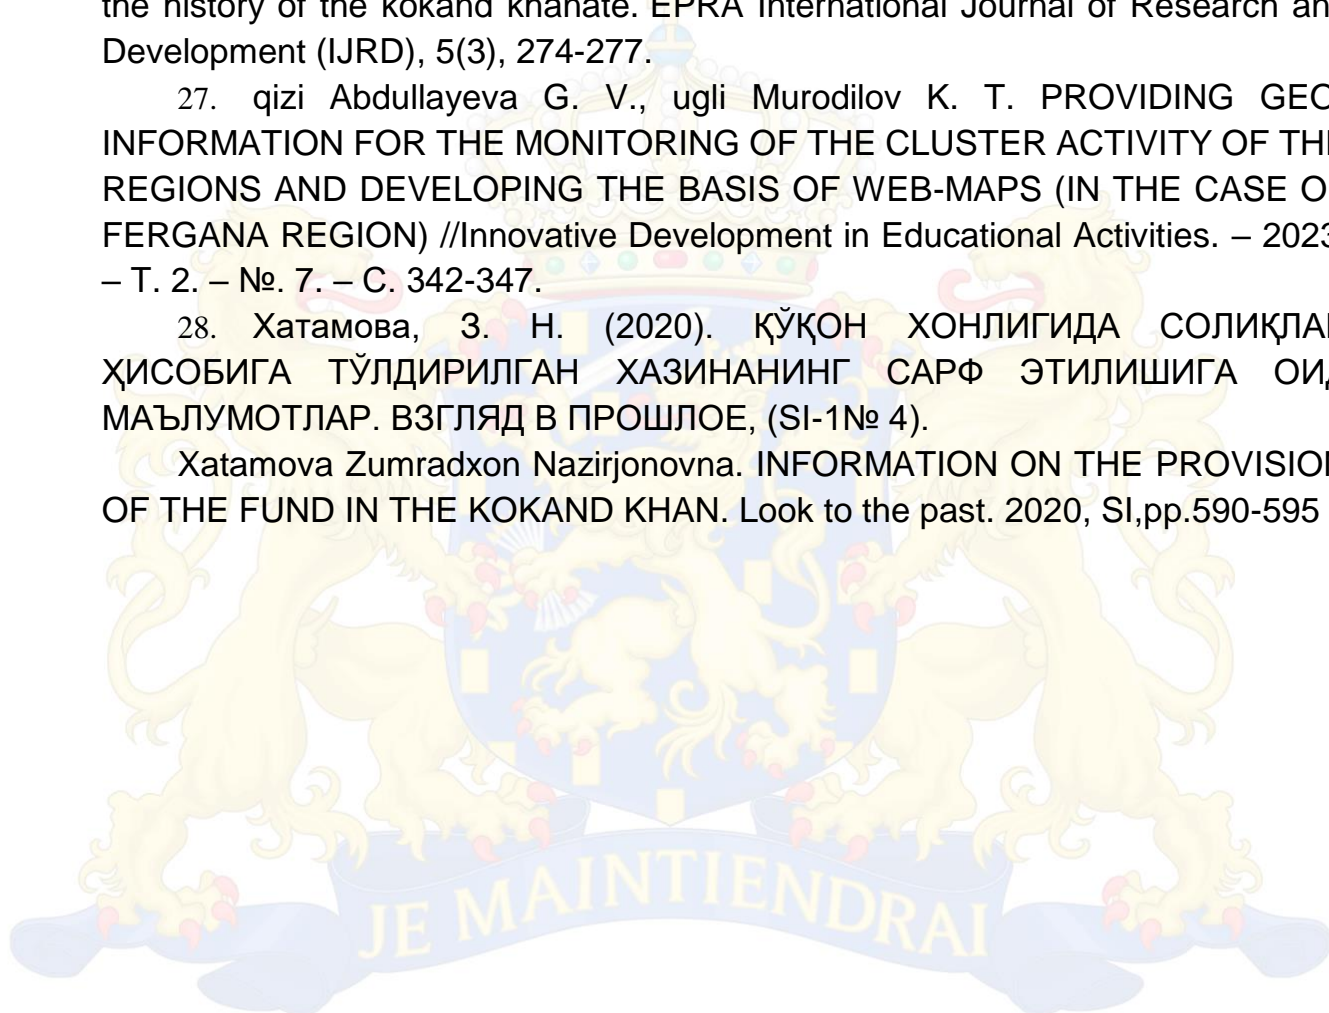 the history of the kokand khanate. EPRA International Journal of Research an
Development (IJRD), 5(3), 274-277.
27. qizi Abdullayeva G. V., ugli Murodilov K. T. PROVIDING GEO
INFORMATION FOR THE MONITORING OF THE CLUSTER ACTIVITY OF THE
REGIONS AND DEVELOPING THE BASIS OF WEB-MAPS (IN THE CASE O
FERGANA REGION) //Innovative Development in Educational Activities. – 2023
– Т. 2. – №. 7. – С. 342-347.
28. Хатамова, З. Н. (2020). ҚЎҚОН ХОНЛИГИДА СОЛИҚЛАР
ҲИСОБИГА ТЎЛДИРИЛГАН ХАЗИНАНИНГ САРФ ЭТИЛИШИГА ОИД
МАЪЛУМОТЛАР. ВЗГЛЯД В ПРОШЛОЕ, (SI-1№ 4).
Xatamova Zumradxon Nazirjonovna. INFORMATION ON THE PROVISION
OF THE FUND IN THE KOKAND KHAN. Look to the past. 2020, SI,pp.590-595
JE MAINTIENDRAI